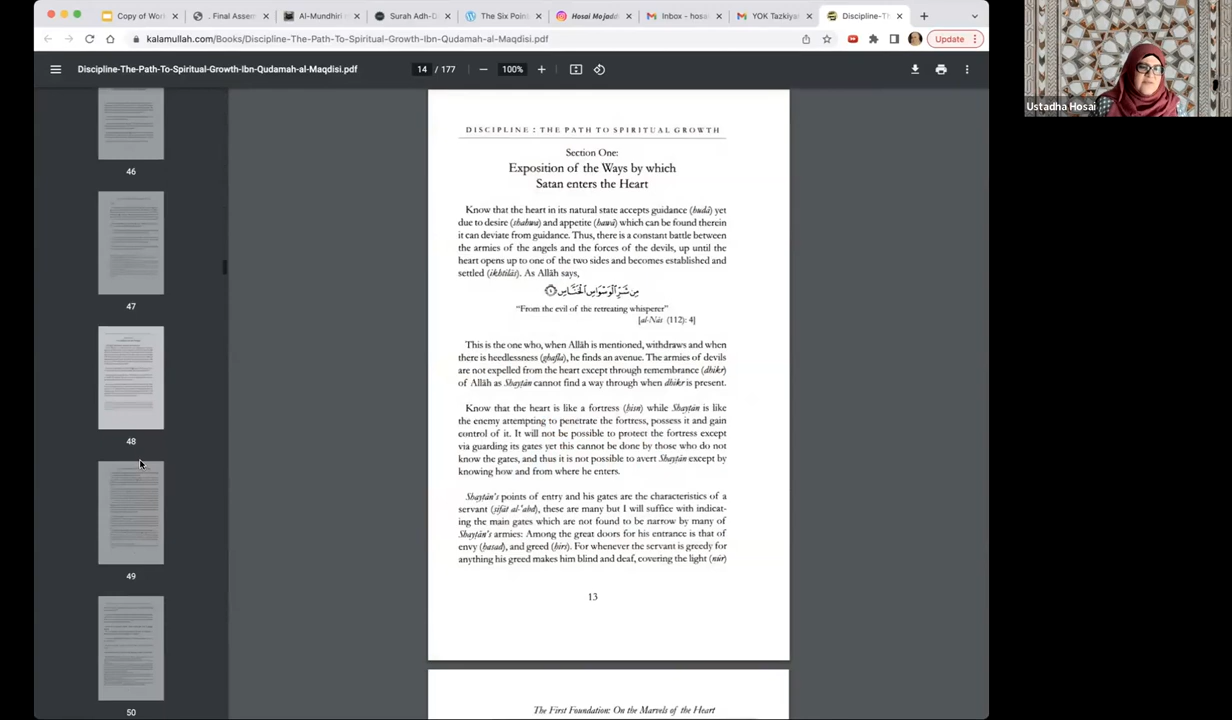 Copy of Worl
. Final Assem
Al-Mundhiri
Surah Adh-D
The Six Poin
Hosai Mojaddi
Inbox - hosai
YOK Tazkiya
Discipline-Th
kalamullah.com/Books/Discipline-The-Path-To-Spiritual-Growth-Ibn-Qudamah-al-Maqdisi.pdf
Update
Discipline-The-Path-To-Spiritual-Growth-Ibn-Qudamah-al-Maqdisi.pdf
14 / 177
100%
Ustadha Hosai
46
47
48
49
50
DISCIPLINE : THE PATH TO SPIRITUAL GROWTH
Section One:
Exposition of the Ways by which
Satan enters the Heart
Know that the heart in its natural state accepts guidance (hudā) yet
due to desire (shahwa) and appetite (hawā) which can be found therein
it can deviate from guidance. Thus, there is a constant battle between
the armies of the angels and the forces of the devils, up until the
heart opens up to one of the two sides and becomes established and
settled (ikhtilās). As Allāh says,
مِن شَرِّ ٱلْوَسْوَاسِ ٱلْخَنَّاسِ ۝٤
“From the evil of the retreating whisperer”
[al-Nās (112): 4]
This is the one who, when Allāh is mentioned, withdraws and when
there is heedlessness (ghafla), he finds an avenue. The armies of devils
are not expelled from the heart except through remembrance (dhikr)
of Allāh as Shayṭān cannot find a way through when dhikr is present.
Know that the heart is like a fortress (ḥiṣn) while Shayṭān is like
the enemy attempting to penetrate the fortress, possess it and gain
control of it. It will not be possible to protect the fortress except
via guarding its gates yet this cannot be done by those who do not
know the gates, and thus it is not possible to avert Shayṭān except by
knowing how and from where he enters.
Shayṭān’s points of entry and his gates are the characteristics of a
servant (ṣifāt al-‘abd), these are many but I will suffice with indicat-
ing the main gates which are not found to be narrow by many of
Shayṭān’s armies: Among the great doors for his entrance is that of
envy (ḥasad), and greed (ḥirṣ). For whenever the servant is greedy for
anything his greed makes him blind and deaf, covering the light (nūr)
13
The First Foundation: On the Marvels of the Heart